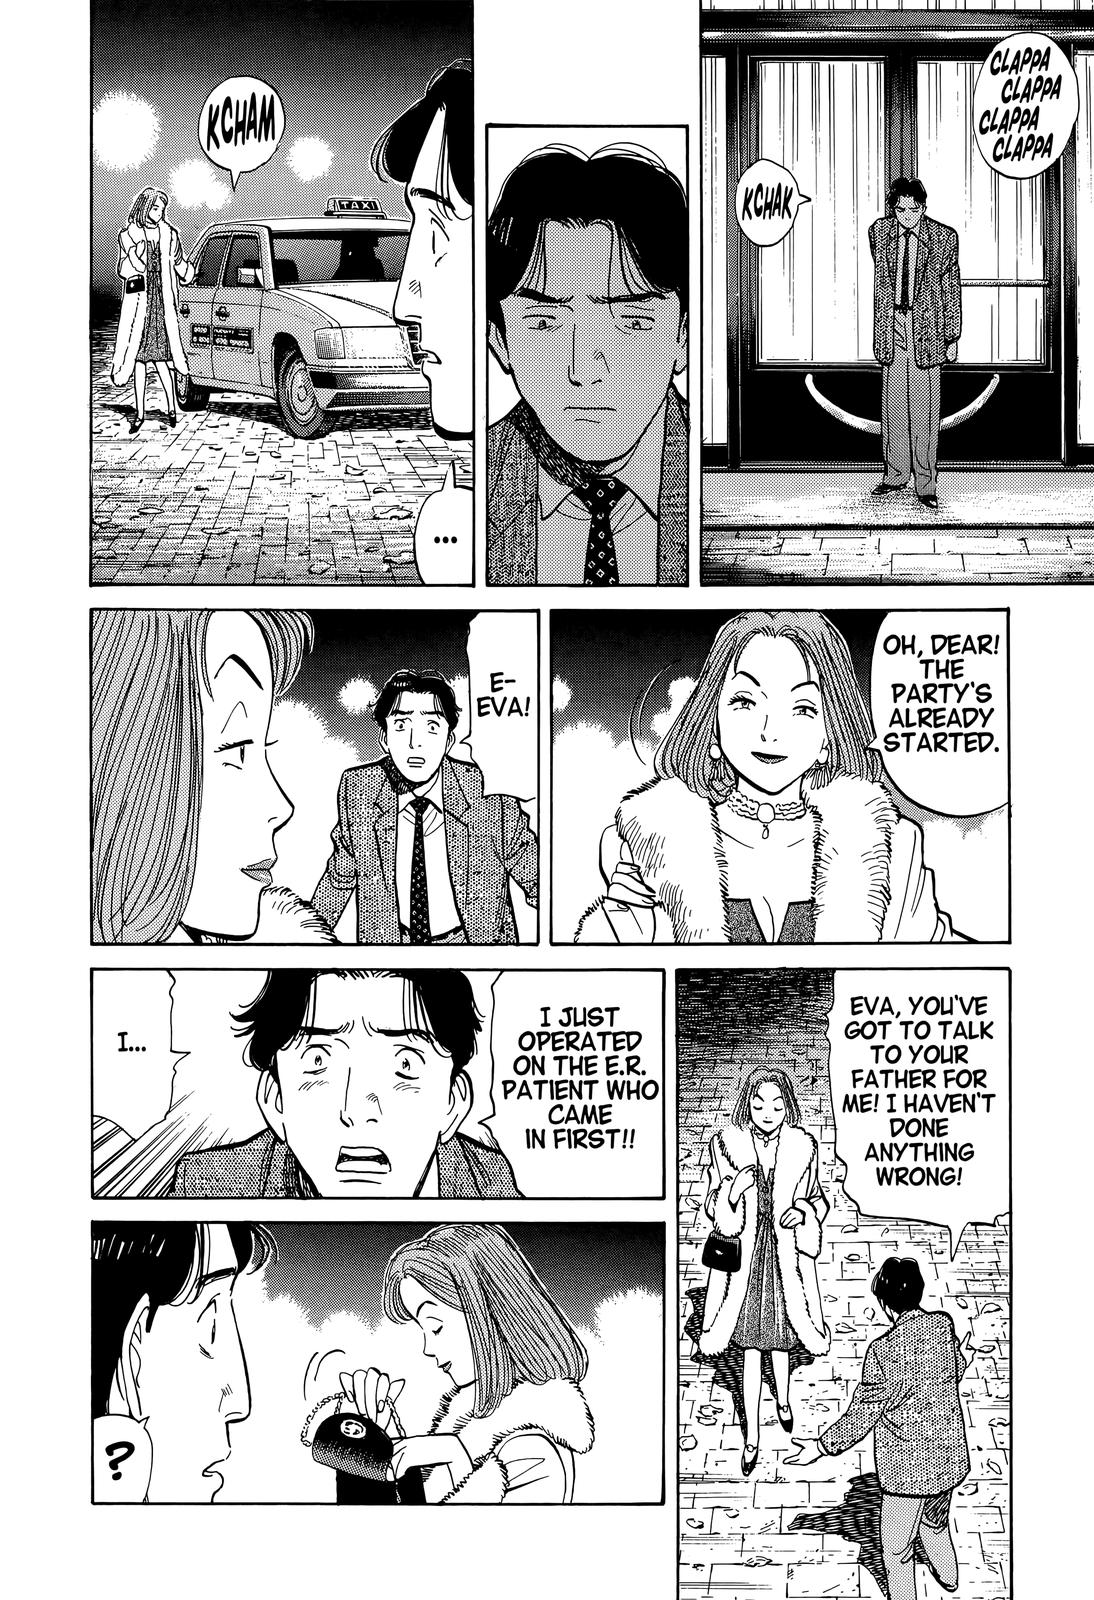 CLAPPA
CLAPPA
CLAPPA
CLAPPA
KCHAK
KCHAM
TAXI
...
OH, DEAR!
THE
PARTY'S
ALREADY
STARTED.
E-
EVA!
EVA, YOU'VE
GOT TO TALK
TO YOUR
FATHER FOR
ME! I HAVEN'T
DONE
ANYTHING
WRONG!
I JUST
OPERATED
ON THE E.R.
PATIENT WHO
CAME
IN FIRST!!
I...
?